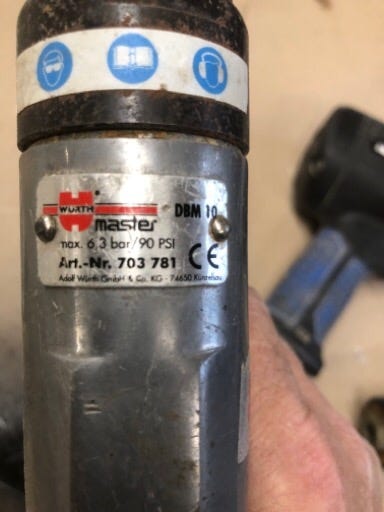 WÜRTH
master DBM 10
max. 6,3 bar/90 PSI
Art.-Nr. 703 781 CE
Adolf Würth GmbH & Co. KG · 74650 Künzelsau